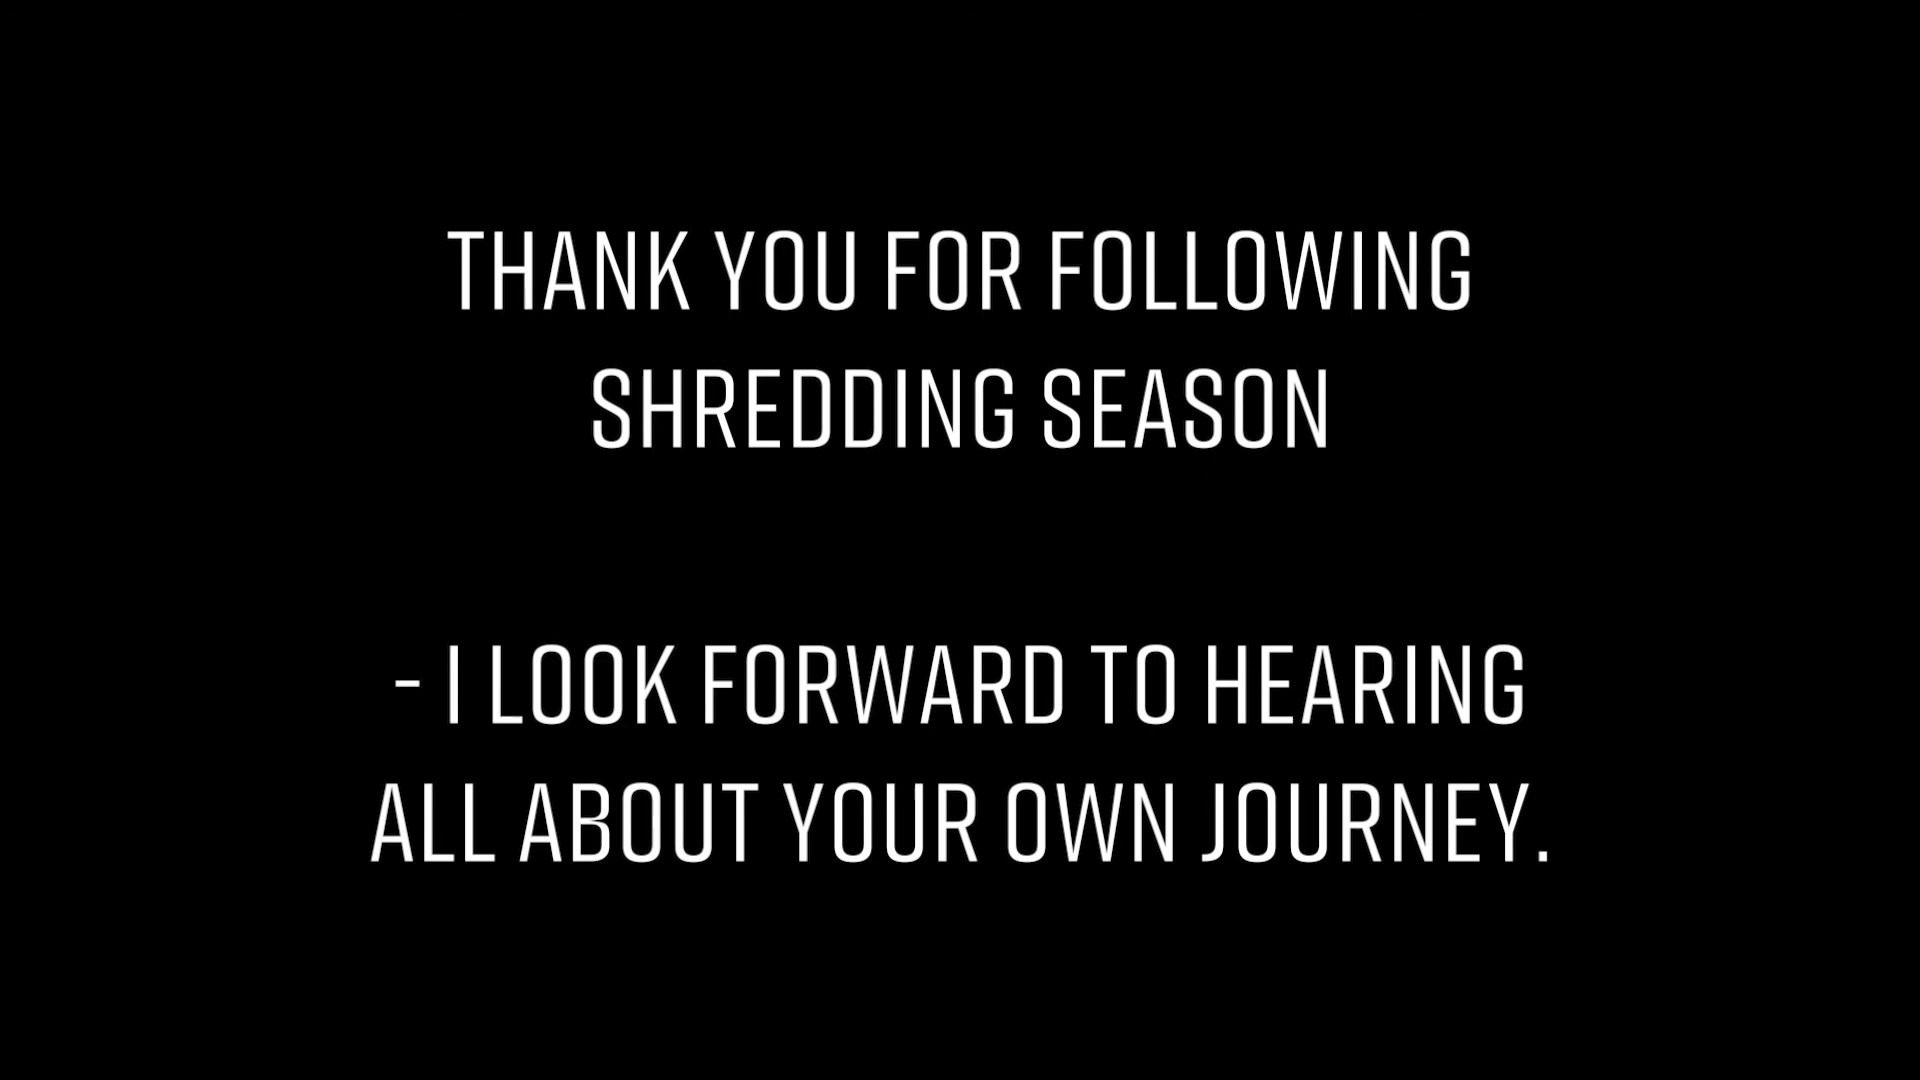 THANK YOU FOR FOLLOWING
SHREDDING SEASON
- I LOOK FORWARD TO HEARING
ALL ABOUT YOUR OWN JOURNEY.